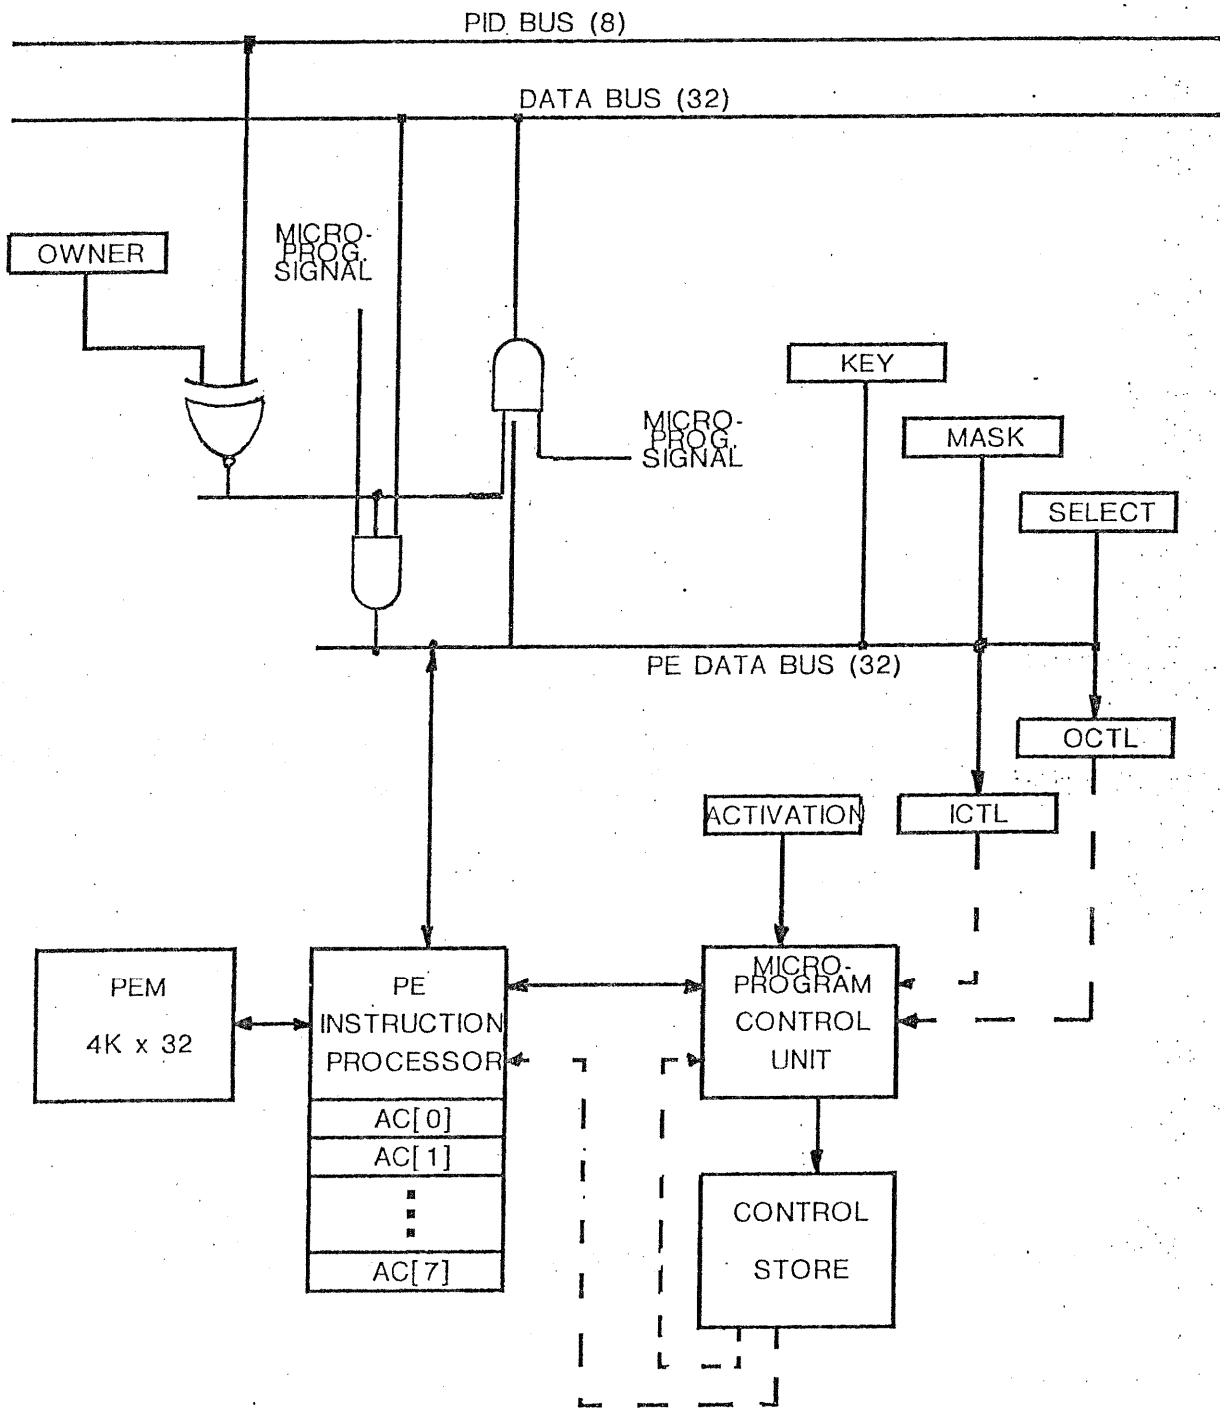 PID BUS (8)
DATA BUS (32)
OWNER
MICRO-
PROG.
SIGNAL
KEY
MICRO-
PROG.
SIGNAL
MASK
SELECT
PE DATA BUS (32)
OCTL
ACTIVATION
ICTL
PEM
4K x 32
PE
INSTRUCTION
PROCESSOR
AC[0]
AC[1]
AC[7]
MICRO-
PROGRAM
CONTROL
UNIT
CONTROL
STORE